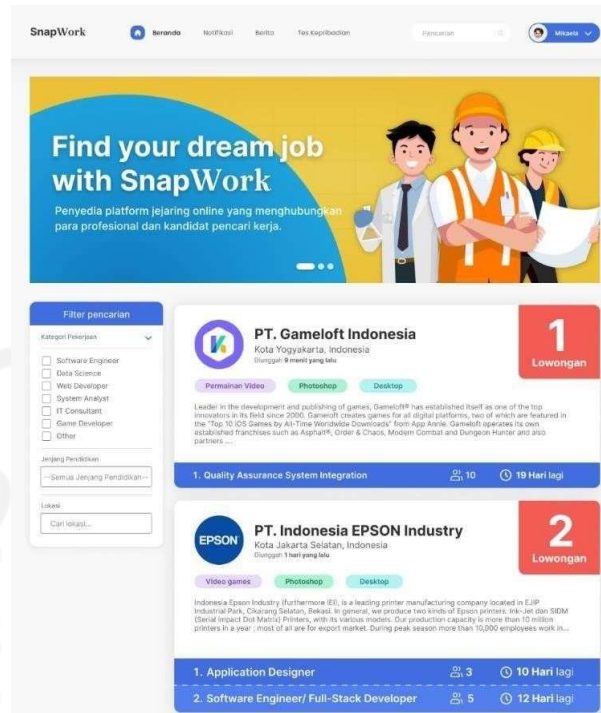 SnapWork
Beranda
Notifikasi
Berita
Tes Kepribadian
Pencarian
Mikaela
Find your dream job
with SnapWork
Penyedia platform jejaring online yang menghubungkan
para profesional dan kandidat pencari kerja.
Filter pencarian
Kategori Pekerjaan
Software Engineer
Data Science
Web Developer
System Analyst
IT Consultant
Game Developer
Other
Jenjang Pendidikan
--Semua Jenjang Pendidikan--
Lokasi
Cari lokasi...
PT. Gameloft Indonesia
Kota Yogyakarta, Indonesia
Diunggah 9 menit yang lalu
1
Lowongan
Permainan Video
Photoshop
Desktop
Leader in the development and publishing of games, Gameloft® has established itself as one of the top
innovators in its field since 2000. Gameloft creates games for all digital platforms, two of which are featured in
the "Top 10 iOS Games by All-Time Worldwide Downloads" from App Annie. Gameloft operates its own
established franchises such as Asphalt®, Order & Chaos, Modern Combat and Dungeon Hunter and also
partners ....
1. Quality Assurance System Integration
10
19 Hari lagi
EPSON
PT. Indonesia EPSON Industry
Kota Jakarta Selatan, Indonesia
Diunggah 1 hari yang lalu
2
Lowongan
Video games
Photoshop
Desktop
Indonesia Epson Industry (furthermore IEI), is a leading printer manufacturing company located in EJIP
Industrial Park, Cikarang Selatan, Bekasi. In general, we produce two kinds of Epson printers. Ink-Jet dan SIDM
(Serial Impact Dot Matrix) Printers, with its various models. Our production capacity is more than 10 million
printers in a year ; most of all are for export market. During peak season more than 10,000 employees work in...
1. Application Designer
3
10 Hari lagi
2. Software Engineer/ Full-Stack Developer
5
12 Hari lagi